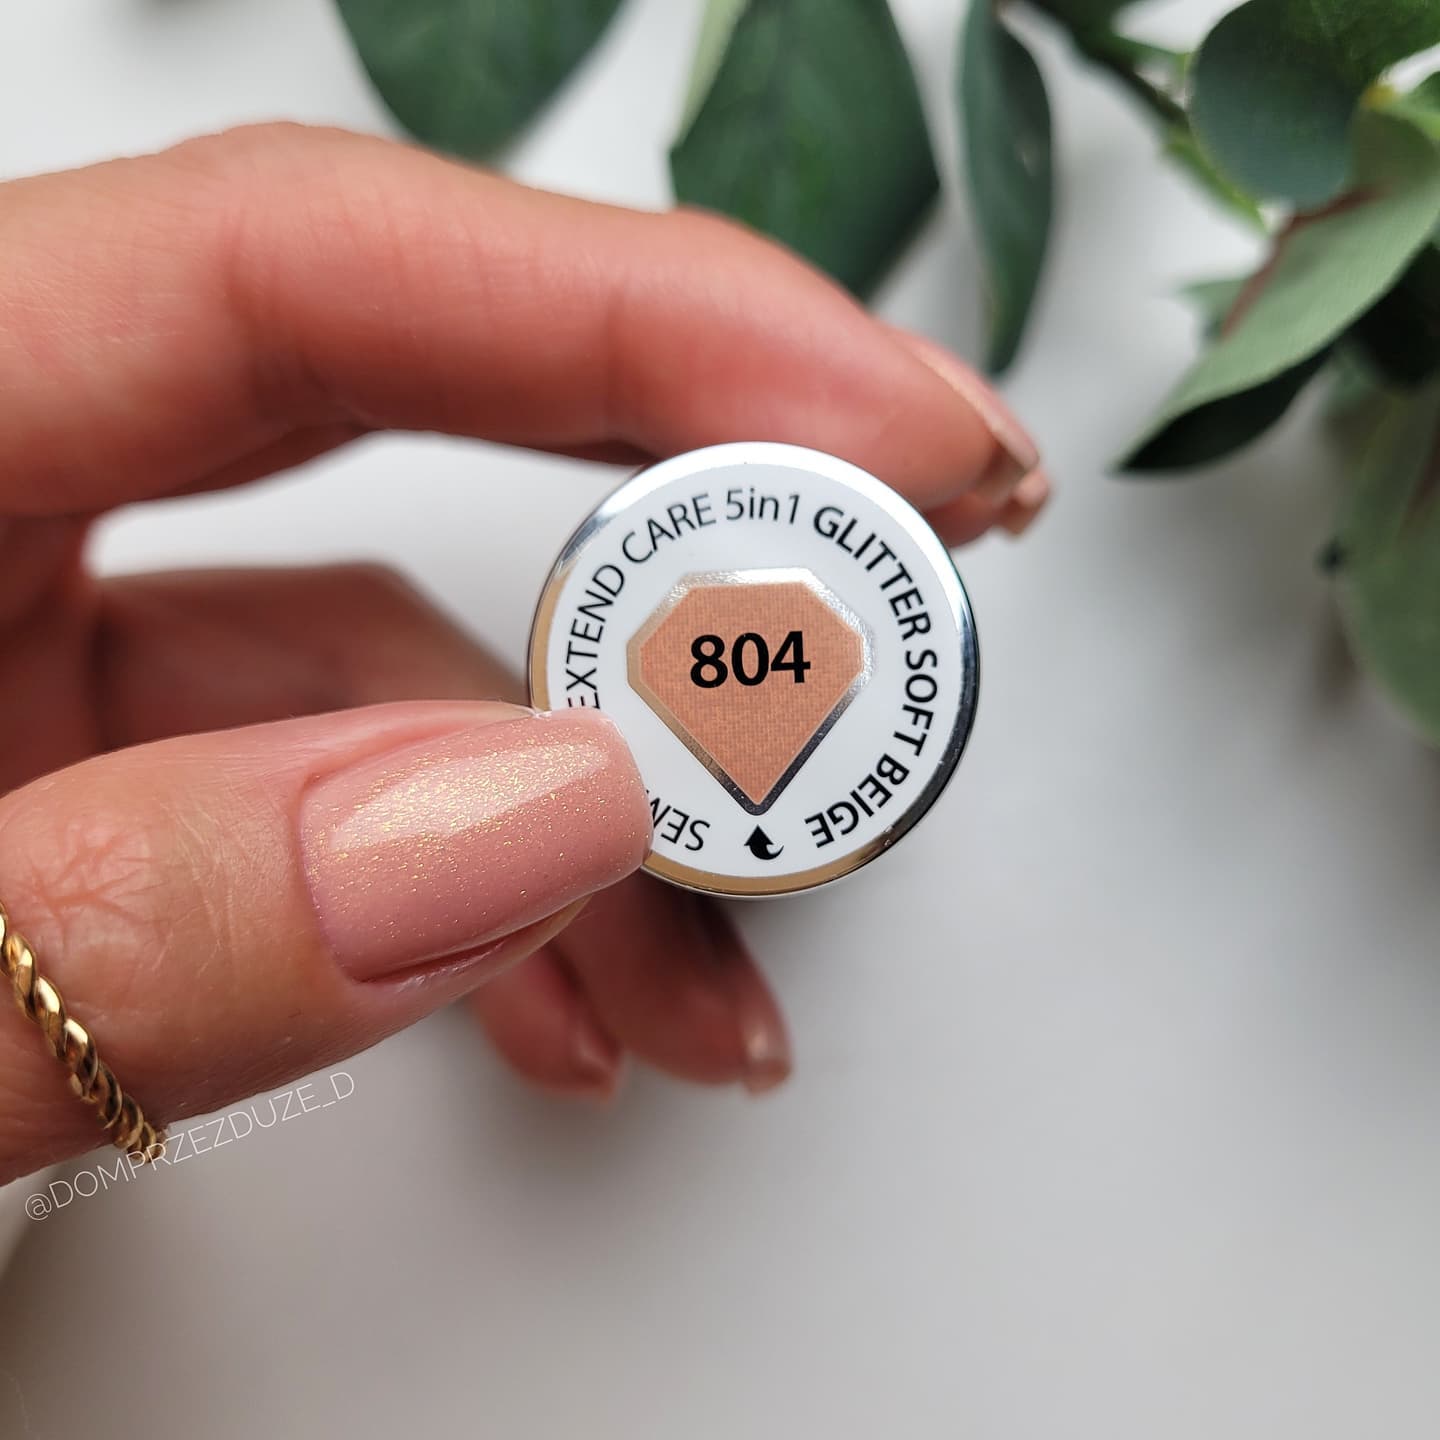 EXTEND CARE 5in1 GLITTER SOFT BEIGE
804
@DOMPRZEZDUZE_D